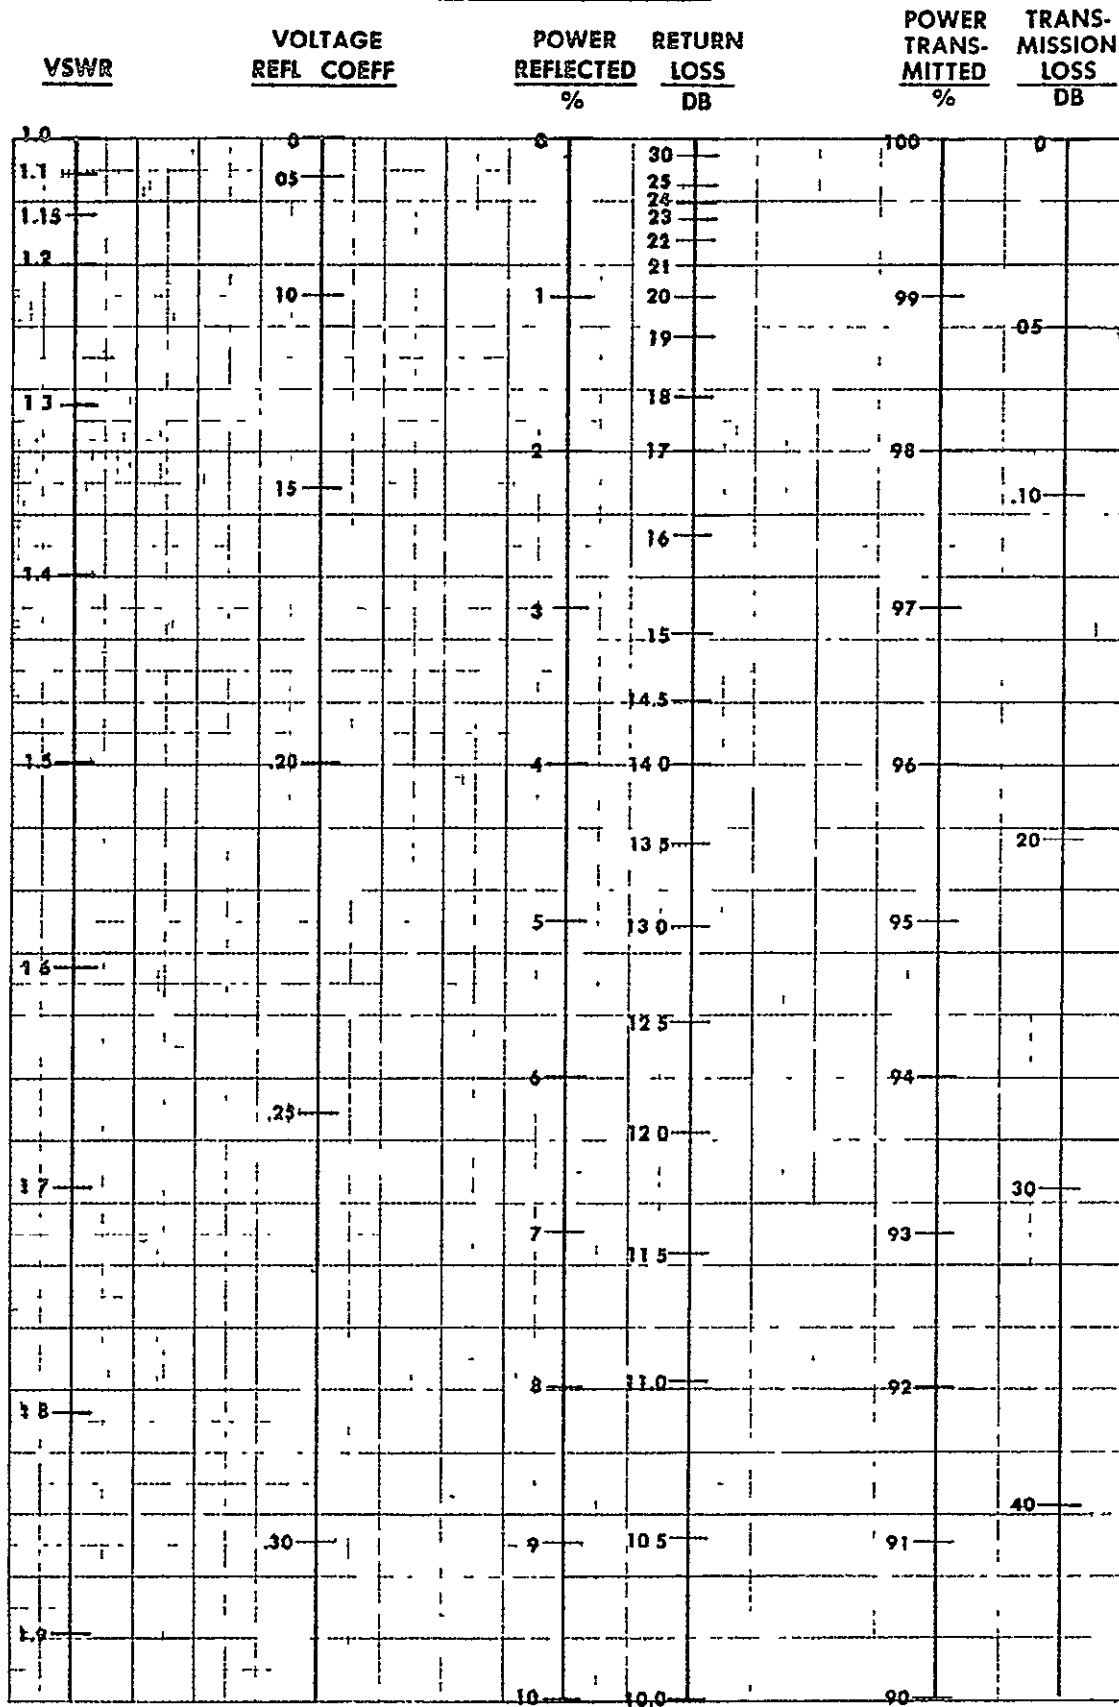 VSWR
VOLTAGE
REFL COEFF
POWER
REFLECTED
%
RETURN
LOSS
DB
POWER
TRANS-
MITTED
%
TRANS-
MISSION
LOSS
DB
1.0 0 0 100 0
30
1.1 05 25
24
1.15 23
22
1.2 21
10 1 20 99
19 05
1 3 18
2 17 98
15 .10
16
1.4
3 97
15
14.5
1.5 .20 4 14 0 96
13 5 20
5 13 0 95
1 6
12 5
6 94
.25 12 0
1 7 30
7 11 5 93
8 11.0 92
1 8
40
.30 9 10 5 91
1.9
10 10.0 90